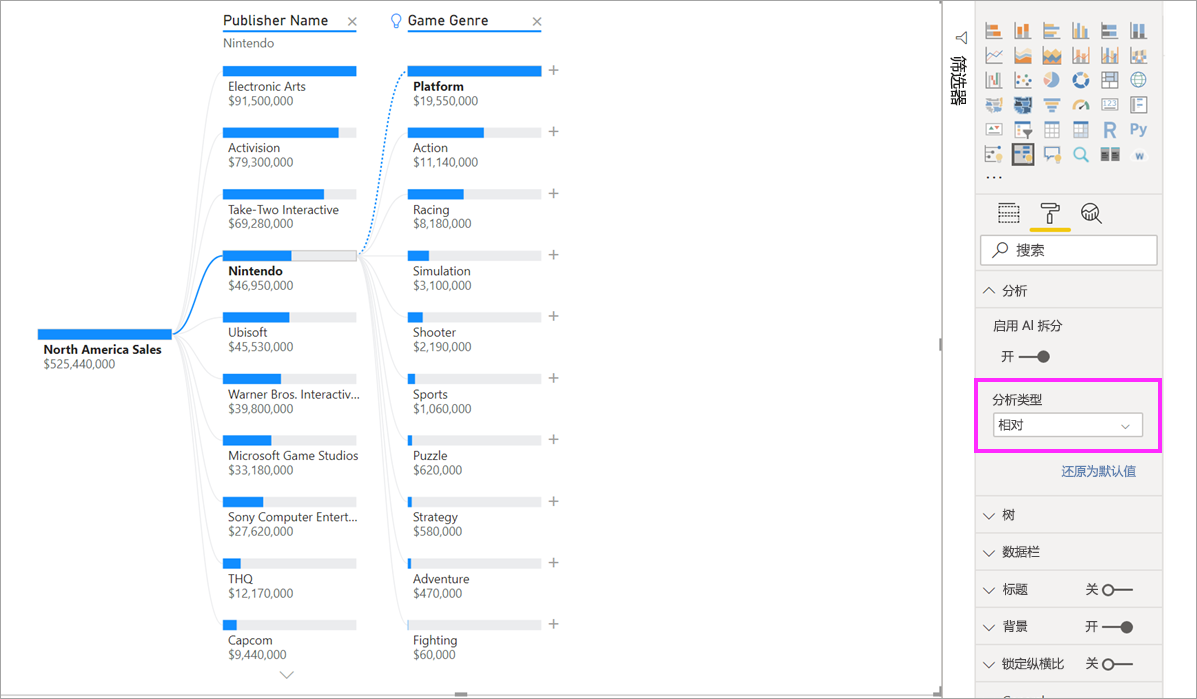 Publisher Name ×
Nintendo
Game Genre ×
North America Sales
$525,440,000
Electronic Arts
$91,500,000
Activision
$79,300,000
Take-Two Interactive
$69,280,000
Nintendo
$46,950,000
Ubisoft
$45,530,000
Warner Bros. Interactiv...
$39,800,000
Microsoft Game Studios
$33,180,000
Sony Computer Entert...
$27,620,000
THQ
$12,170,000
Capcom
$9,440,000
Platform
$19,550,000
Action
$11,140,000
Racing
$8,180,000
Simulation
$3,100,000
Shooter
$2,190,000
Sports
$1,060,000
Puzzle
$620,000
Strategy
$580,000
Adventure
$470,000
Fighting
$60,000
筛选器
123
R Py
W
...
搜索
分析
启用 AI 拆分
开
分析类型
相对
还原为默认值
树
数据栏
标题 关
背景 开
锁定纵横比 关